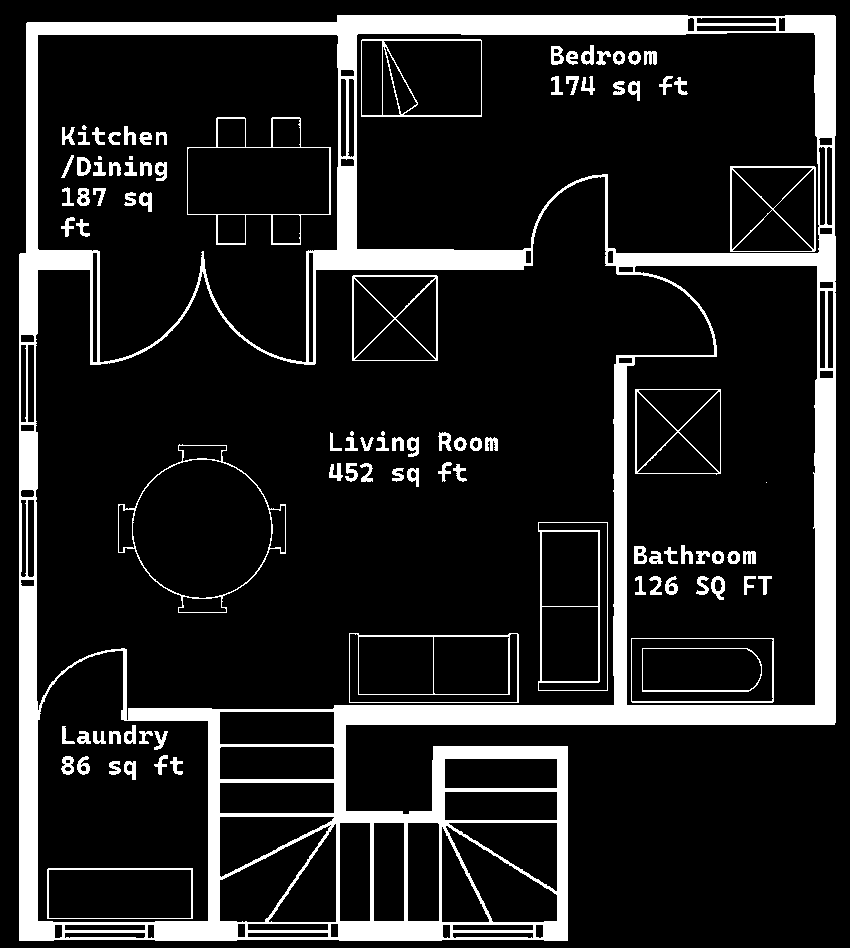 Bedroom
174 sq ft
Kitchen
/Dining
187 sq
ft
Living Room
452 sq ft
Bathroom
126 SQ FT
Laundry
86 sq ft